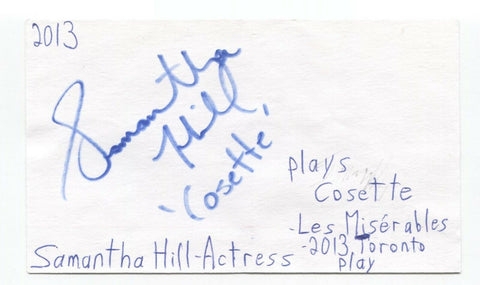 2013
Samantha
Hill,
- Cosette
plays
Cosette
-Les Misérables
-2013 Toronto
play
Samantha Hill-Actress